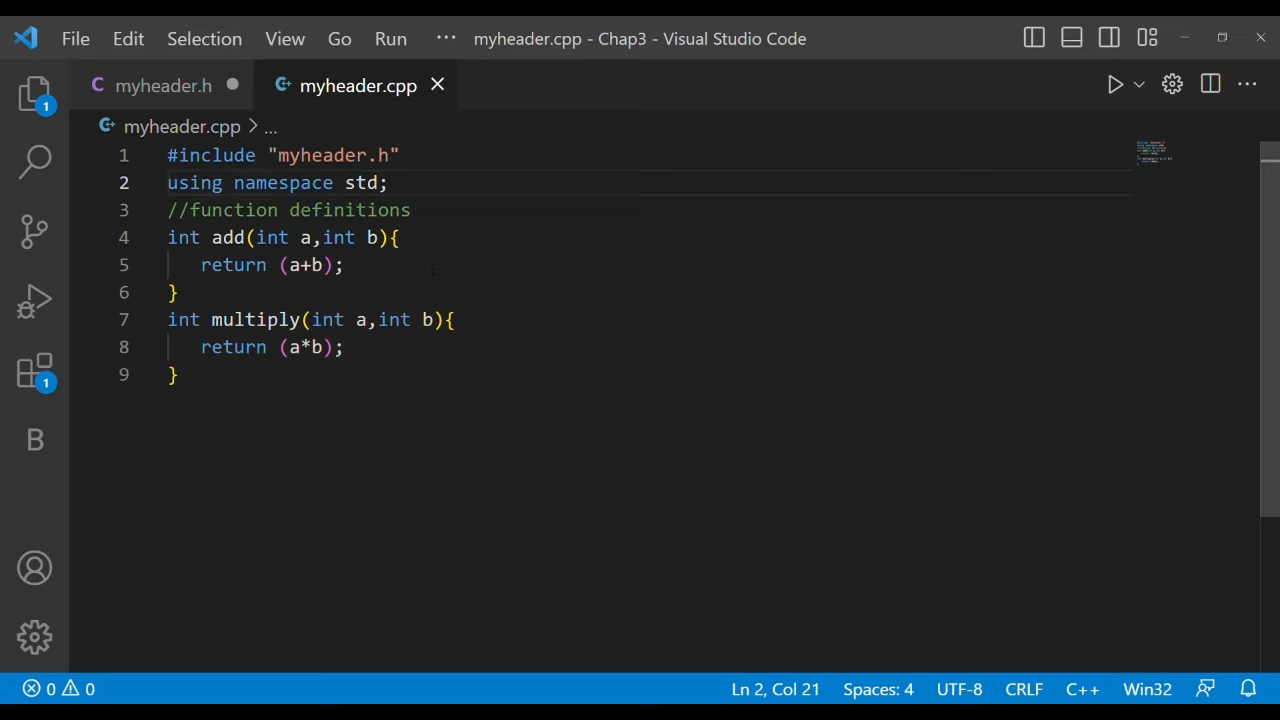 File Edit Selection View Go Run ··· myheader.cpp - Chap3 - Visual Studio Code
myheader.h myheader.cpp
myheader.cpp > ...
1 #include "myheader.h"
2 using namespace std;
3 //function definitions
4 int add(int a,int b){
5 return (a+b);
6 }
7 int multiply(int a,int b){
8 return (a*b);
9 }
1
1
B
0 0 Ln 2, Col 21 Spaces: 4 UTF-8 CRLF C++ Win32